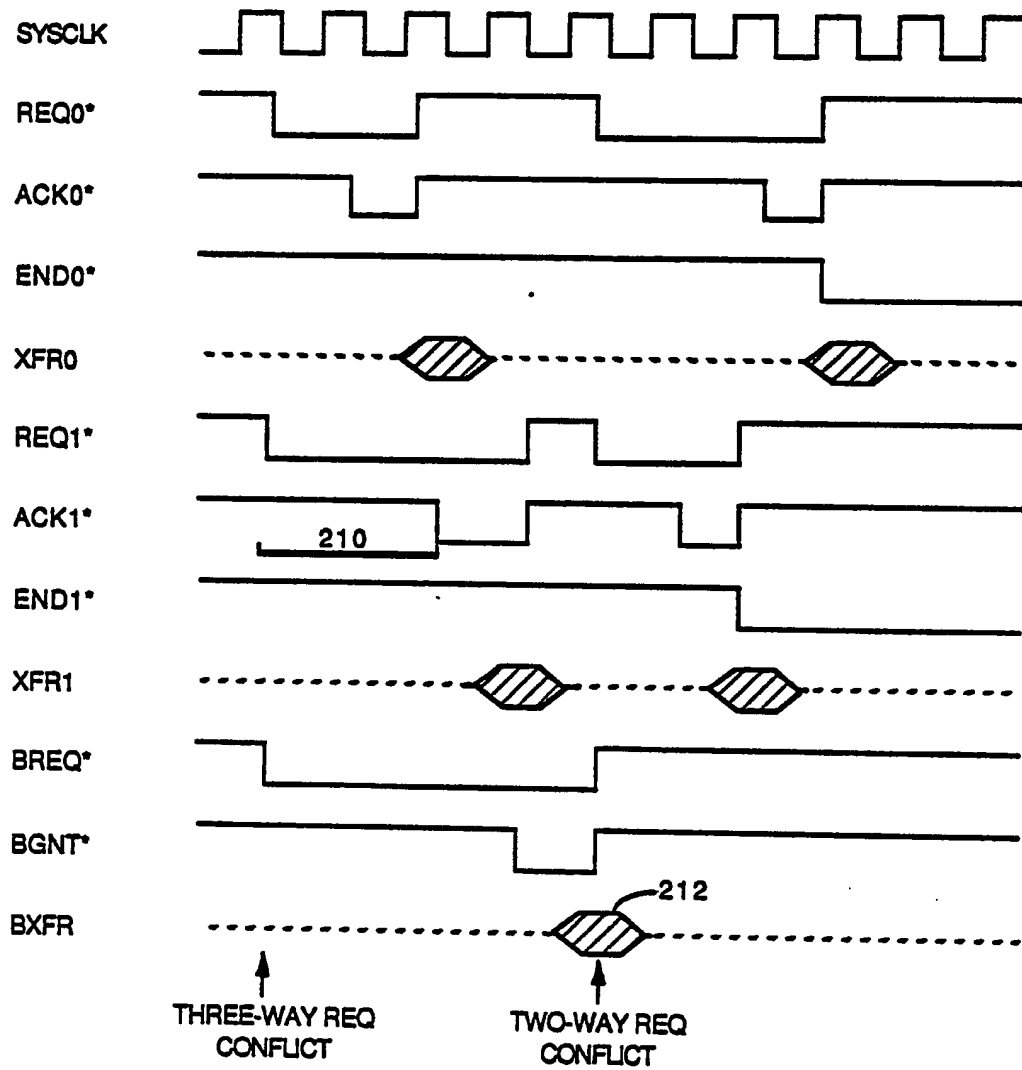 SYSCLK
REQ0*
ACK0*
END0*
XFR0
REQ1*
ACK1*
210
END1*
XFR1
BREQ*
BGNT*
212
BXFR
THREE-WAY REQ
CONFLICT
TWO-WAY REQ
CONFLICT